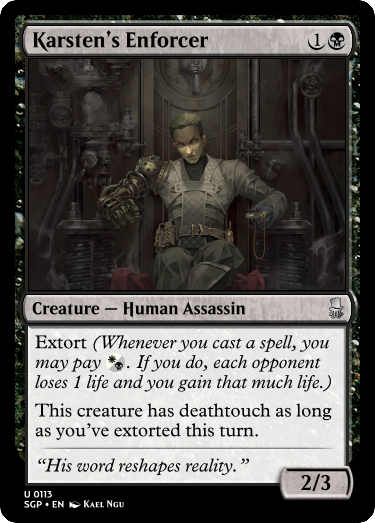 Karsten's Enforcer 1
Creature — Human Assassin
Extort (Whenever you cast a spell, you
may pay . If you do, each opponent
loses 1 life and you gain that much life.)
This creature has deathtouch as long
as you've extorted this turn.
"His word reshapes reality."
2/3
U 0113
SGP • EN Kael Ngu